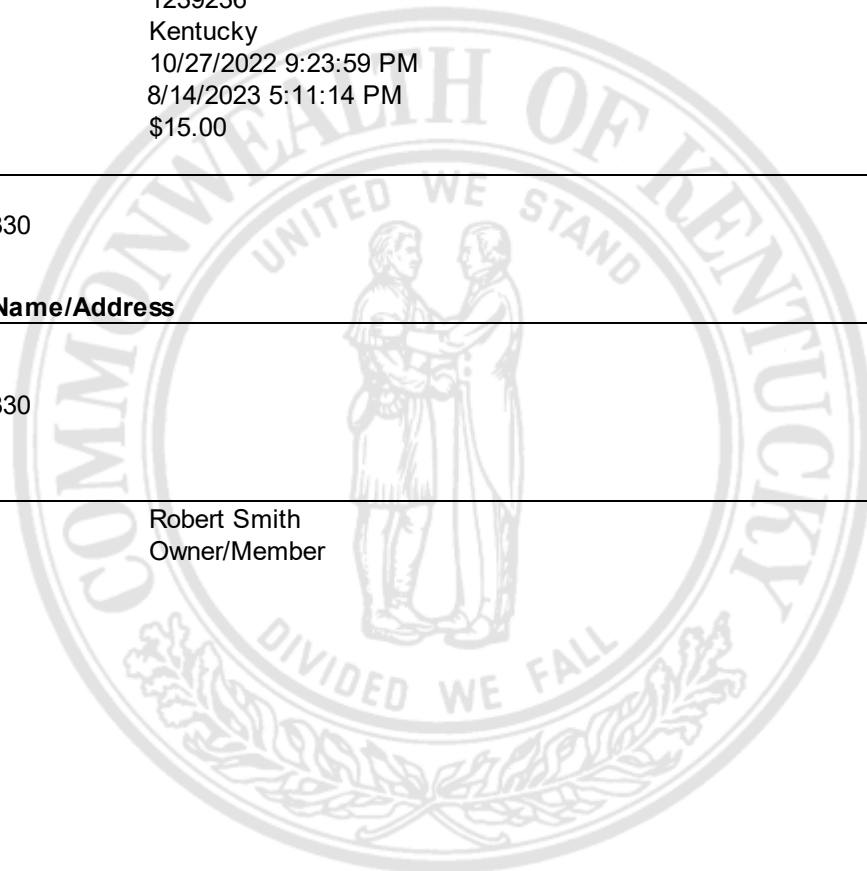 Kentucky
10/27/2022 9:23:59 PM
8/14/2023 5:11:14 PM
$15.00
330
Name/Address
330
Robert Smith
Owner/Member
COMMONWEALTH OF KENTUCKY
UNITED WE STAND
DIVIDED WE FALL